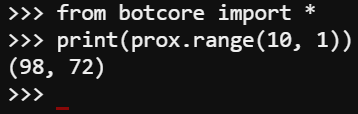 >>> from botcore import *
>>> print(prox.range(10, 1))
(98, 72)
>>> _